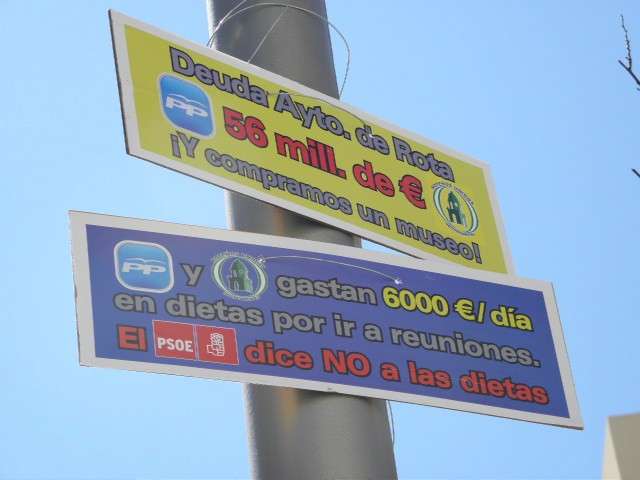 Deuda Ayto. de Rota
PP 56 mill. de €
¡Y compramos un museo!
PP y gastan 6000 €/día
en dietas por ir a reuniones.
El PSOE dice NO a las dietas